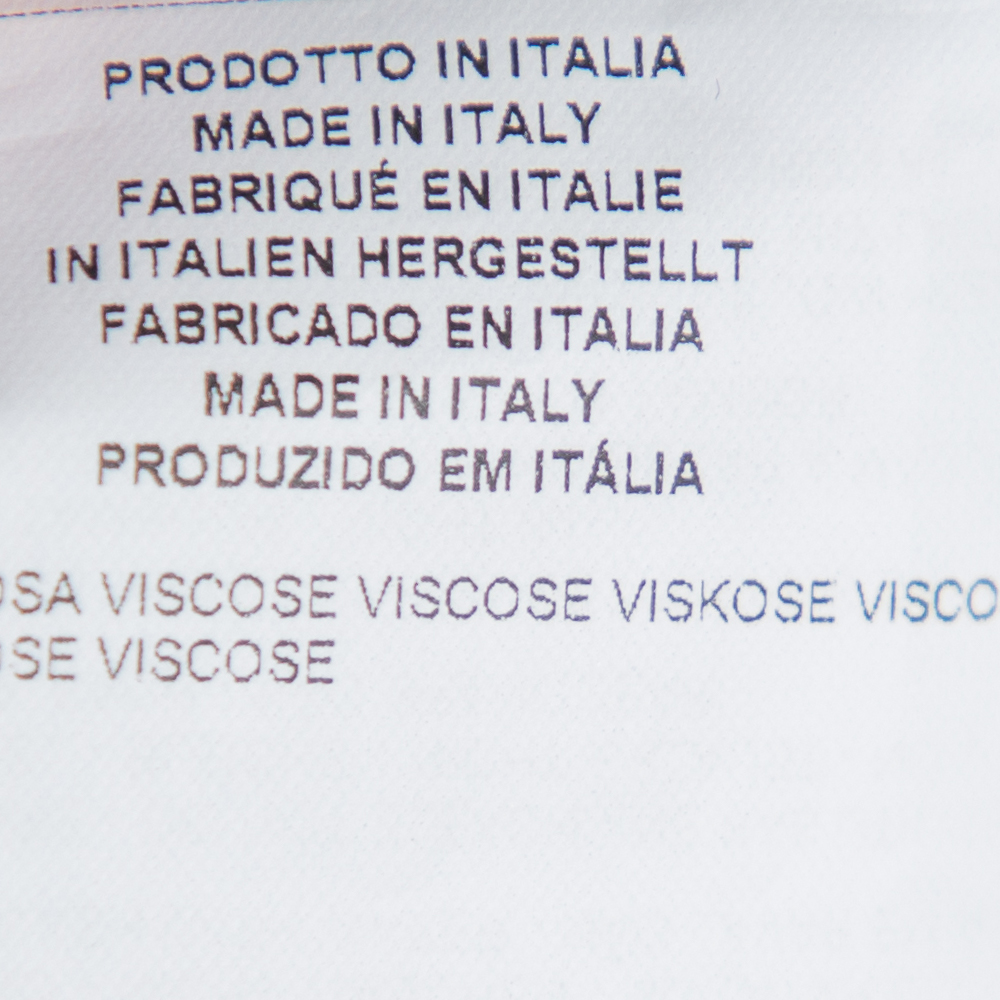 PRODOTTO IN ITALIA
MADE IN ITALY
FABRIQUÉ EN ITALIE
IN ITALIEN HERGESTELLT
FABRICADO EN ITALIA
MADE IN ITALY
PRODUZIDO EM ITÁLIA
VISCOSE VISCOSE VISKOSE
VISCOSE